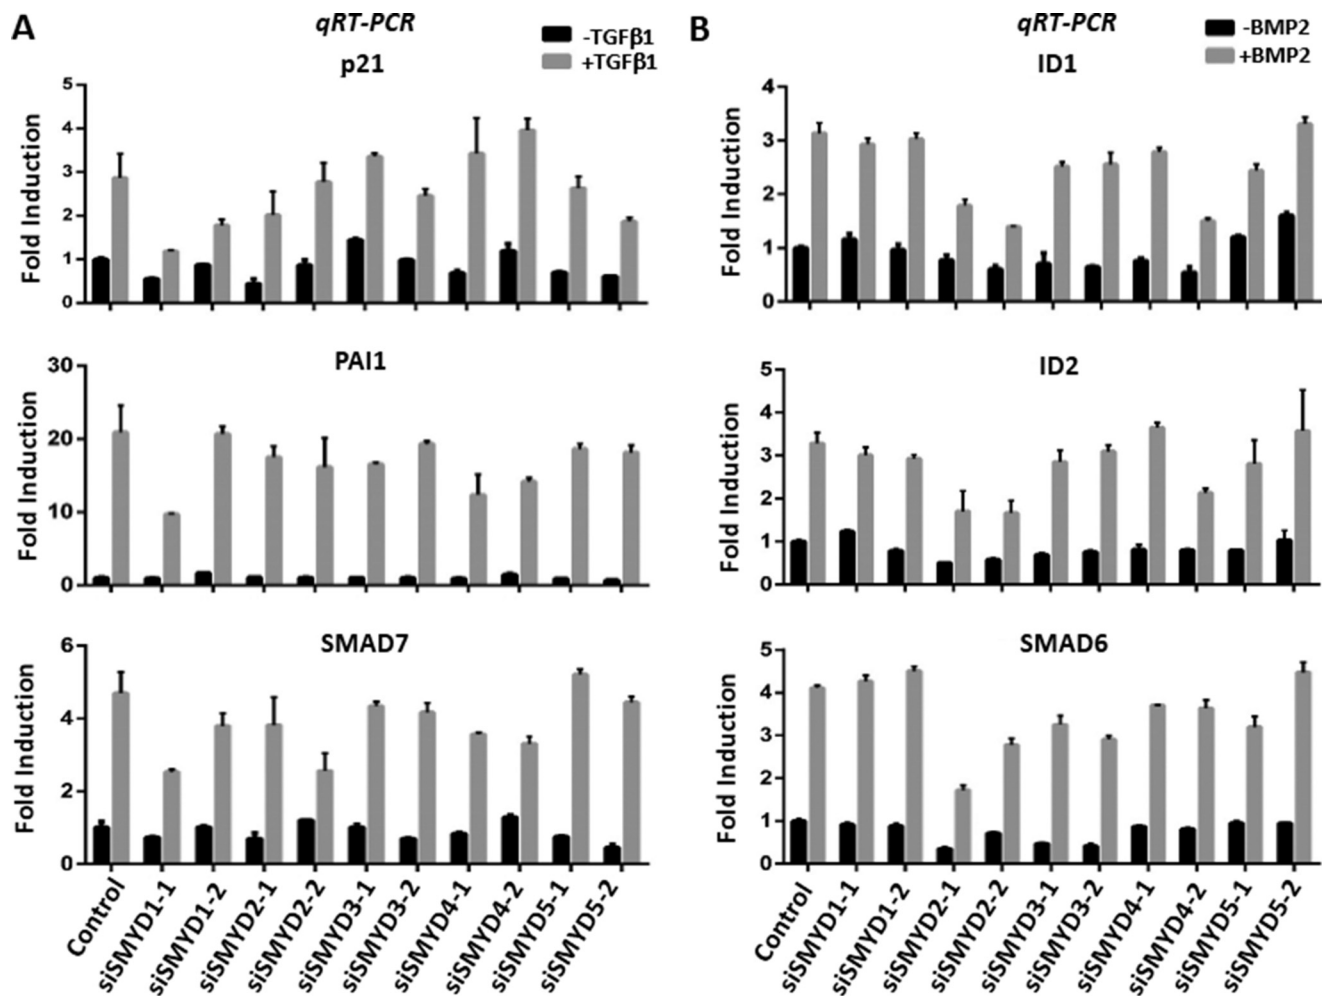 A
qRT-PCR
-TGFβ1
+TGFβ1
p21
Fold Induction
5
4
3
2
1
0
PAI1
Fold Induction
30
20
10
0
SMAD7
Fold Induction
6
4
2
0
Control
siSMYD1-1
siSMYD1-2
siSMYD2-1
siSMYD2-2
siSMYD3-1
siSMYD3-2
siSMYD4-1
siSMYD4-2
siSMYD5-1
siSMYD5-2
B
qRT-PCR
-BMP2
+BMP2
ID1
Fold Induction
4
3
2
1
0
ID2
Fold Induction
5
4
3
2
1
0
SMAD6
Fold Induction
5
4
3
2
1
0
Control
siSMYD1-1
siSMYD1-2
siSMYD2-1
siSMYD2-2
siSMYD3-1
siSMYD3-2
siSMYD4-1
siSMYD4-2
siSMYD5-1
siSMYD5-2